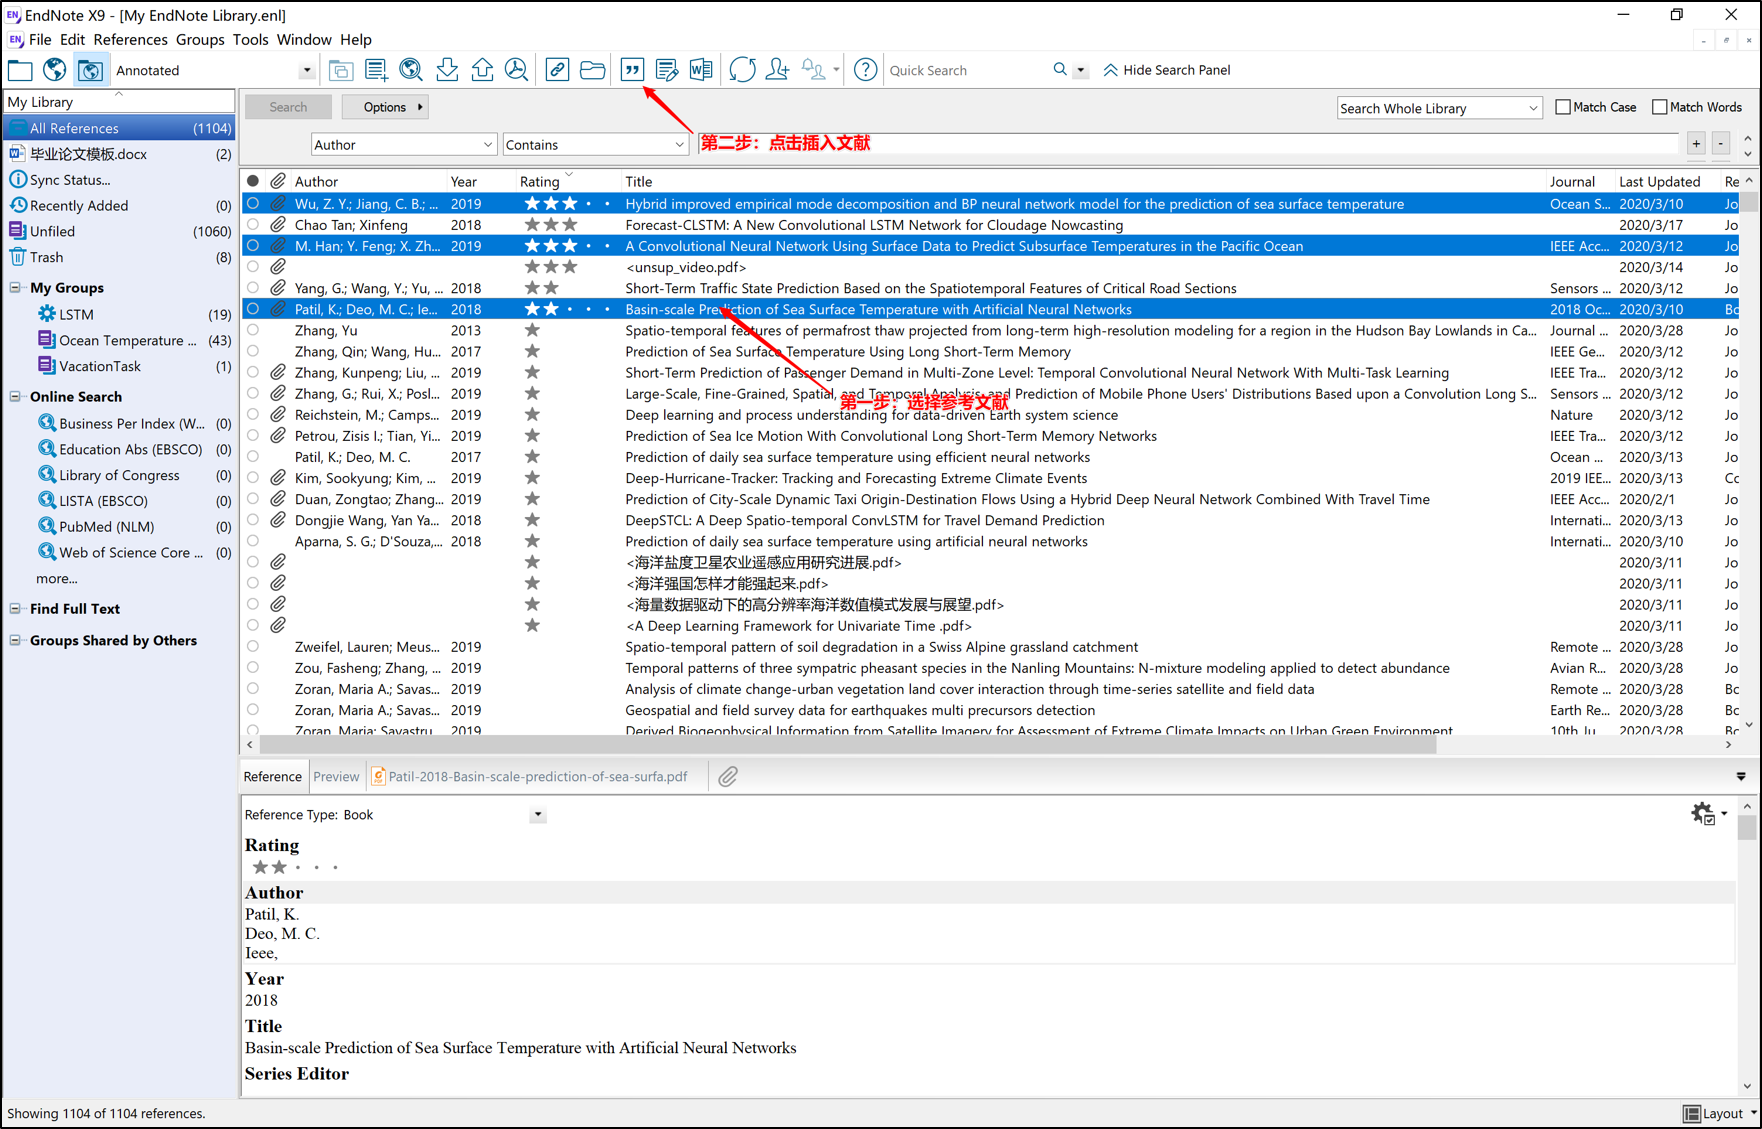 EndNote X9 - [My EndNote Library.enl]
File Edit References Groups Tools Window Help
Annotated
Quick Search
Hide Search Panel
My Library
Search
Options
Search Whole Library
Match Case
Match Words
All References (1104)
毕业论文模板.docx (2)
Sync Status...
Recently Added (0)
Unfiled (1060)
Trash (8)
My Groups
LSTM (19)
Ocean Temperature ... (43)
VacationTask (1)
Online Search
Business Per Index (W... (0)
Education Abs (EBSCO) (0)
Library of Congress (0)
LISTA (EBSCO) (0)
PubMed (NLM) (0)
Web of Science Core ... (0)
more...
Find Full Text
Groups Shared by Others
Author
Contains
第二步：点击插入文献
+ -
Author Year Rating Title Journal Last Updated Re
Wu, Z. Y.; Jiang, C. B.; ... 2019 Hybrid improved empirical mode decomposition and BP neural network model for the prediction of sea surface temperature Ocean S... 2020/3/10 Jo
Chao Tan; Xinfeng 2018 Forecast-CLSTM: A New Convolutional LSTM Network for Cloudage Nowcasting 2020/3/17 Jo
M. Han; Y. Feng; X. Zh... 2019 A Convolutional Neural Network Using Surface Data to Predict Subsurface Temperatures in the Pacific Ocean IEEE Acc... 2020/3/12 Jo
<unsup_video.pdf> 2020/3/14 Jo
Yang, G.; Wang, Y.; Yu, ... 2018 Short-Term Traffic State Prediction Based on the Spatiotemporal Features of Critical Road Sections Sensors ... 2020/3/12 Jo
Patil, K.; Deo, M. C.; Ie... 2018 Basin-scale Prediction of Sea Surface Temperature with Artificial Neural Networks 2018 Oc... 2020/3/10 Bc
Zhang, Yu 2013 Spatio-temporal features of permafrost thaw projected from long-term high-resolution modeling for a region in the Hudson Bay Lowlands in Ca... Journal ... 2020/3/28 Jo
Zhang, Qin; Wang, Hu... 2017 Prediction of Sea Surface Temperature Using Long Short-Term Memory IEEE Ge... 2020/3/12 Jo
Zhang, Kunpeng; Liu, ... 2019 Short-Term Prediction of Passenger Demand in Multi-Zone Level: Temporal Convolutional Neural Network With Multi-Task Learning IEEE Tra... 2020/3/12 Jo
Zhang, G.; Rui, X.; Posl... 2019 Large-Scale, Fine-Grained, Spatial, and Temporal Analysis, and Prediction of Mobile Phone Users' Distributions Based upon a Convolution Long S... Sensors ... 2020/3/12 Jo
第一步：选择参考文献
Reichstein, M.; Camps... 2019 Deep learning and process understanding for data-driven Earth system science Nature 2020/3/12 Jo
Petrou, Zisis I.; Tian, Yi... 2019 Prediction of Sea Ice Motion With Convolutional Long Short-Term Memory Networks IEEE Tra... 2020/3/12 Jo
Patil, K.; Deo, M. C. 2017 Prediction of daily sea surface temperature using efficient neural networks Ocean ... 2020/3/13 Jo
Kim, Sookyung; Kim, ... 2019 Deep-Hurricane-Tracker: Tracking and Forecasting Extreme Climate Events 2019 IEE... 2020/3/13 Cc
Duan, Zongtao; Zhang... 2019 Prediction of City-Scale Dynamic Taxi Origin-Destination Flows Using a Hybrid Deep Neural Network Combined With Travel Time IEEE Acc... 2020/2/1 Jo
Dongjie Wang, Yan Ya... 2018 DeepSTCL: A Deep Spatio-temporal ConvLSTM for Travel Demand Prediction Internati... 2020/3/13 Jo
Aparna, S. G.; D'Souza,... 2018 Prediction of daily sea surface temperature using artificial neural networks Internati... 2020/3/10 Jo
<海洋盐度卫星农业遥感应用研究进展.pdf> 2020/3/11 Jo
<海洋强国怎样才能强起来.pdf> 2020/3/11 Jo
<海量数据驱动下的高分辨率海洋数值模式发展与展望.pdf> 2020/3/11 Jo
<A Deep Learning Framework for Univariate Time .pdf> 2020/3/11 Jo
Zweifel, Lauren; Meus... 2019 Spatio-temporal pattern of soil degradation in a Swiss Alpine grassland catchment Remote ... 2020/3/28 Jo
Zou, Fasheng; Zhang, ... 2019 Temporal patterns of three sympatric pheasant species in the Nanling Mountains: N-mixture modeling applied to detect abundance Avian R... 2020/3/28 Jo
Zoran, Maria A.; Savas... 2019 Analysis of climate change-urban vegetation land cover interaction through time-series satellite and field data Remote ... 2020/3/28 Bc
Zoran, Maria A.; Savas... 2019 Geospatial and field survey data for earthquakes multi precursors detection Earth Re... 2020/3/28 Bc
Zoran, Maria; Savastru 2019 Derived Biogeophysical Information from Satellite Imagery for Assessment of Extreme Climate Impacts on Urban Green Environment 10th Ju 2020/3/28 Bc
Reference Preview Patil-2018-Basin-scale-prediction-of-sea-surfa.pdf
Reference Type: Book
Rating
Author
Patil, K.
Deo, M. C.
Ieee,
Year
2018
Title
Basin-scale Prediction of Sea Surface Temperature with Artificial Neural Networks
Series Editor
Showing 1104 of 1104 references.
Layout